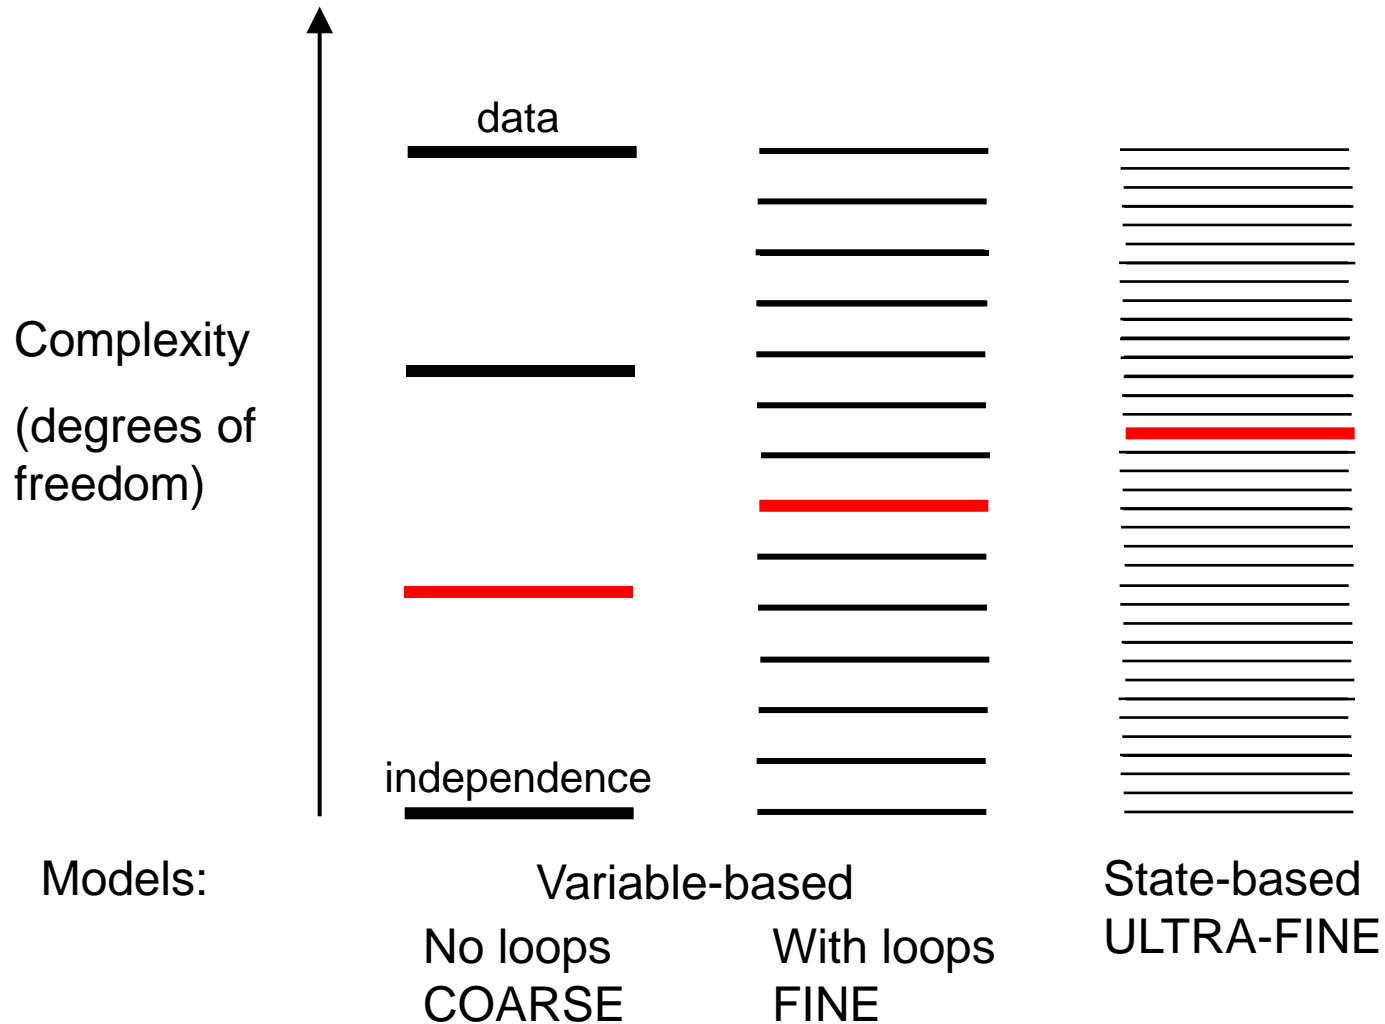 data
Complexity
(degrees of
freedom)
independence
Models:
Variable-based
No loops
COARSE
With loops
FINE
State-based
ULTRA-FINE